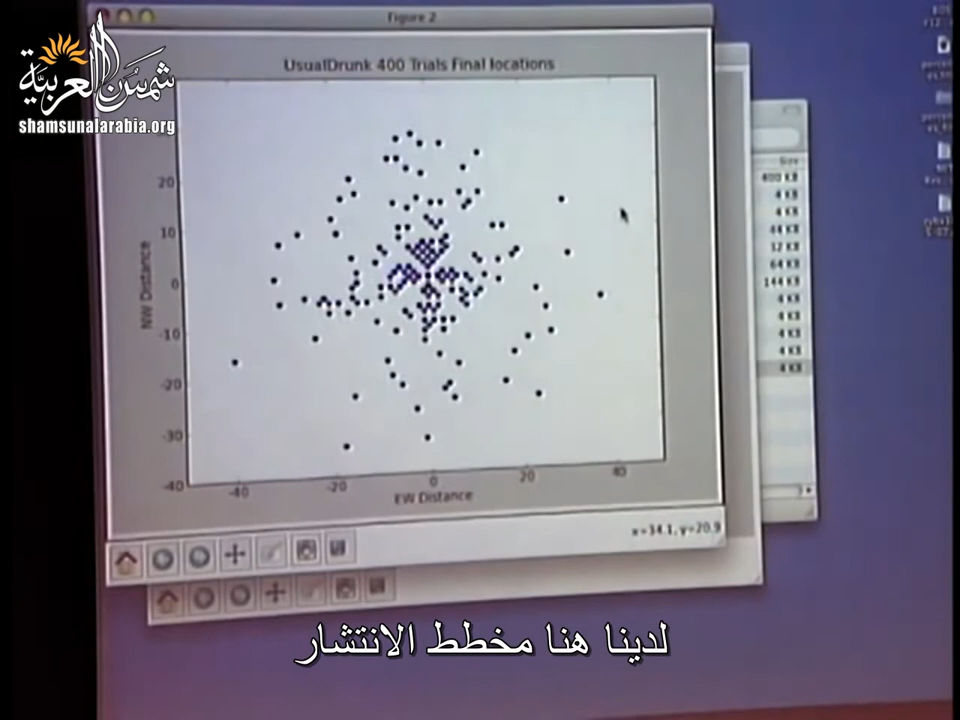 Figure 2
شمس العربية
shamsunalarabia.org
UsualDrunk 400 Trials Final locations
Size
400 KB
4 KB
4 KB
44 KB
32 KB
64 KB
144 KB
4 KB
4 KB
4 KB
4 KB
4 KB
20
10
0
-10
-20
-30
-40
NW Distance
-40
-20
0
20
40
EW Distance
x=34.1, y=20.9
لدينا هنا مخطط الانتشار